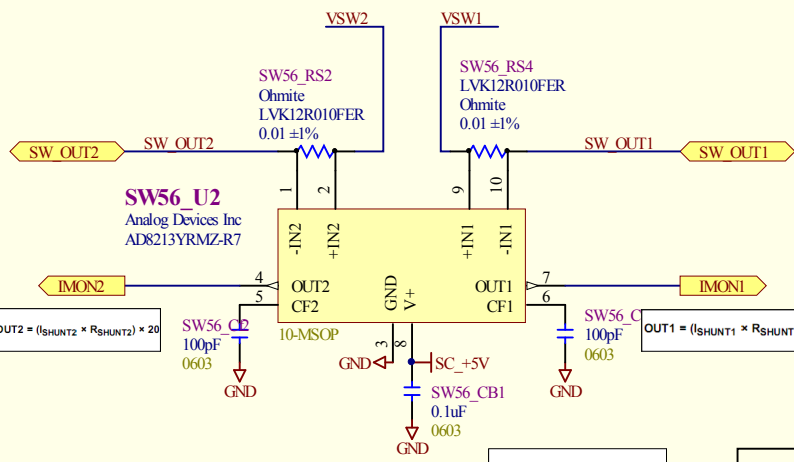 VSW2
VSW1
SW56_RS2
Ohmite
LVK12R010FER
0.01 ±1%
SW56_RS4
LVK12R010FER
Ohmite
0.01 ±1%
SW_OUT2
SW_OUT2
SW_OUT1
SW_OUT1
1
2
9
10
SW56_U2
Analog Devices Inc
AD8213YRMZ-R7
-IN2
+IN2
+IN1
-IN1
IMON2
4
OUT2
OUT1
7
IMON1
5
CF2
GND
V+
CF1
6
OUT2 = (ISHUNT2 × RSHUNT2) × 20
SW56_C
100pF
0603
10-MSOP
SW56_C
100pF
0603
OUT1 = (ISHUNT1 × RSHUNT
3
8
GND
SC_+5V
GND
GND
SW56_CB1
0.1uF
0603
GND